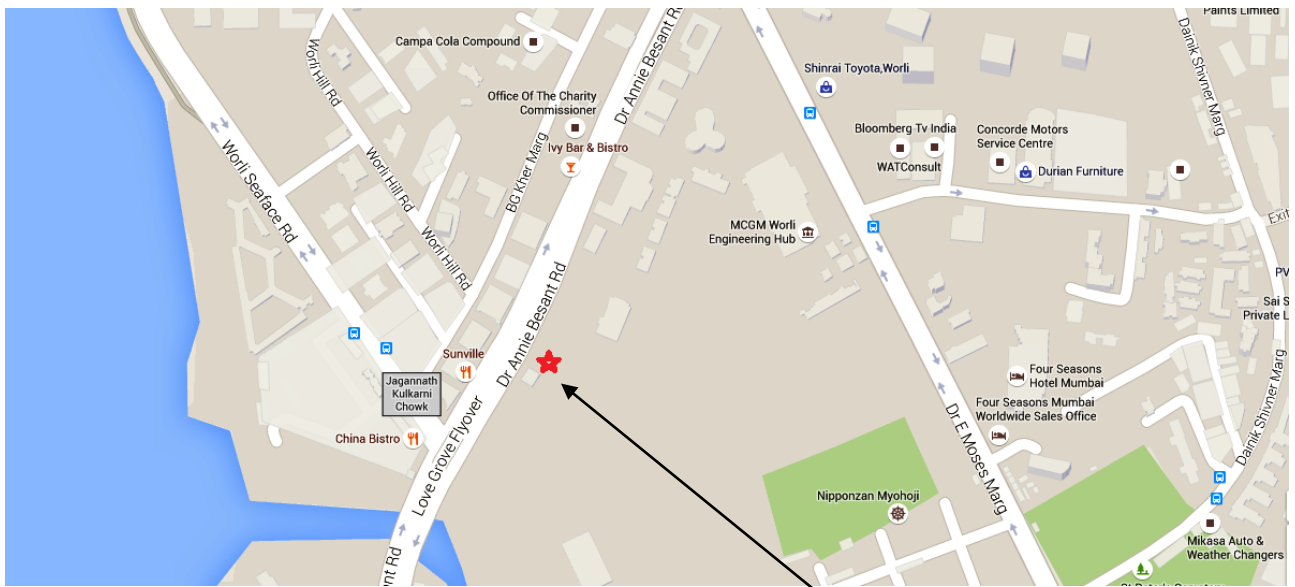 Paints Limited
Campa Cola Compound
Worli Hill Rd
Dr Annie Besant Rd
Dainik Shivner Marg
Shinrai Toyota,Worli
Office Of The Charity
Commissioner
Ivy Bar & Bistro
BG Kher Marg
Bloomberg Tv India
WATConsult
Concorde Motors
Service Centre
Durian Furniture
Worli Seaface Rd
Worli Hill Rd
Worli Hill Rd
MCGM Worli
Engineering Hub
Exit
PV
Sai S
Private L
Dr Annie Besant Rd
Sunville
Jagannath
Kulkarni
Chowk
China Bistro
Love Grove Flyover
Four Seasons
Hotel Mumbai
Four Seasons Mumbai
Worldwide Sales Office
Dr E Moses Marg
Dainik Shivner Marg
Nipponzan Myohoji
Mikasa Auto &
Weather Changers
ant Rd